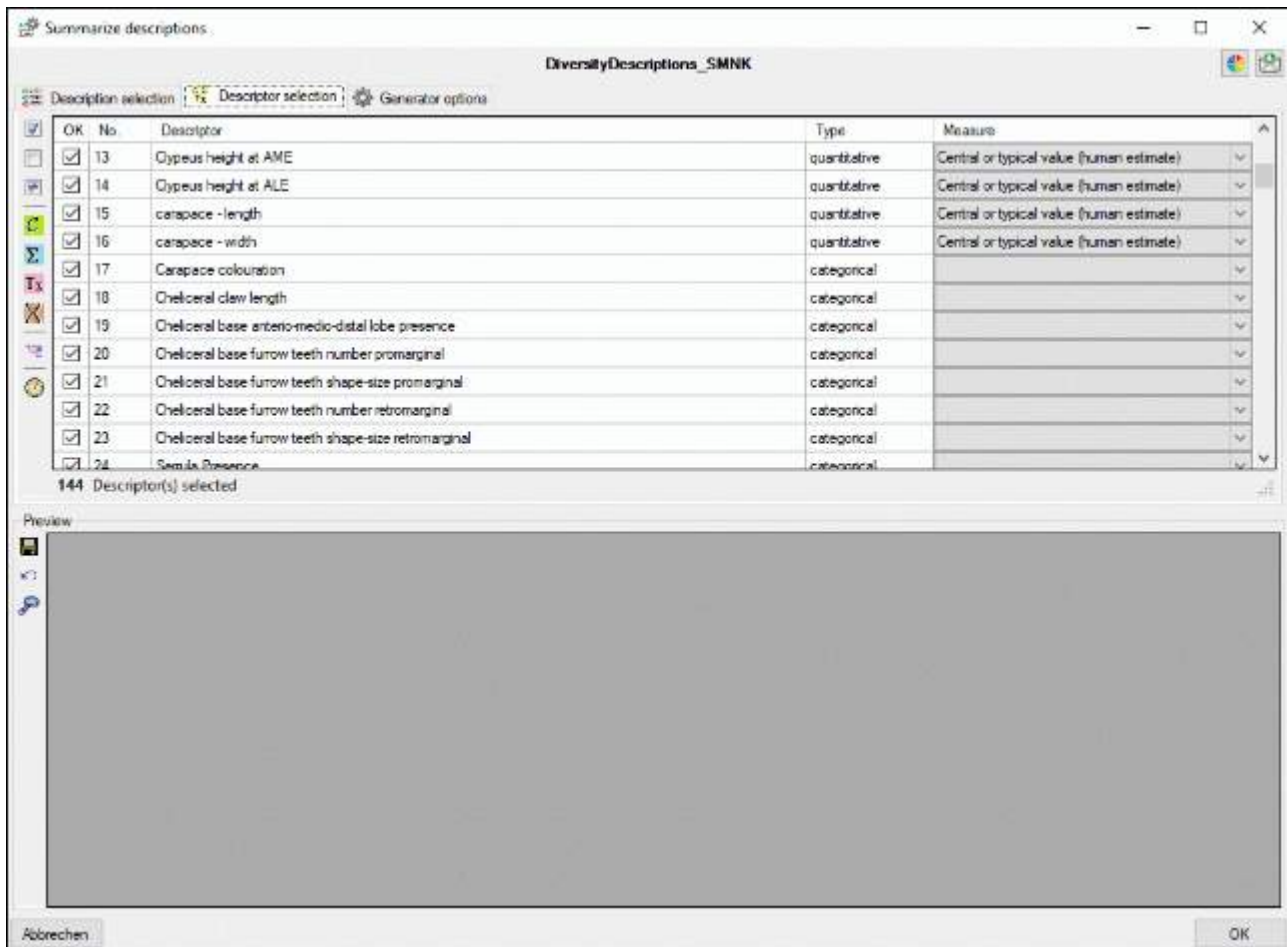 Summarize descriptions
DiversityDescriptions_SMNK
Description selection Descriptor selection Generator options
OK No. Descriptor Type Measure
13 Clypeus height at AME quantitative Central or typical value (human estimate)
14 Clypeus height at ALE quantitative Central or typical value (human estimate)
15 carapace - length quantitative Central or typical value (human estimate)
16 carapace - width quantitative Central or typical value (human estimate)
17 Carapace colouration categorical
18 Cheliceral claw length categorical
19 Cheliceral base anterio-medio-distal lobe presence categorical
20 Cheliceral base furrow teeth number promarginal categorical
21 Cheliceral base furrow teeth shape-size promarginal categorical
22 Cheliceral base furrow teeth number retromarginal categorical
23 Cheliceral base furrow teeth shape-size retromarginal categorical
24 Serrula Presence categorical
144 Descriptor(s) selected
Preview
Abbrechen OK